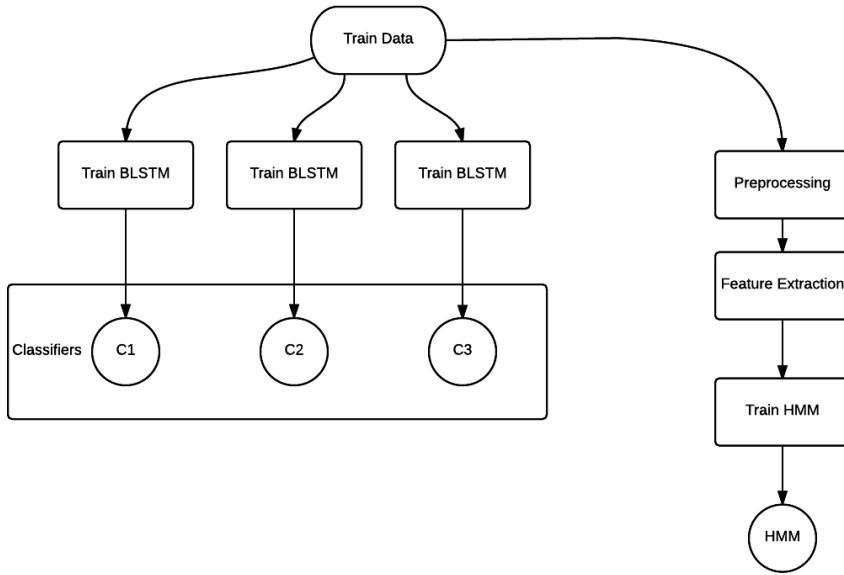 Train Data
Train BLSTM
Train BLSTM
Train BLSTM
Preprocessing
Feature Extraction
Classifiers
C1
C2
C3
Train HMM
HMM